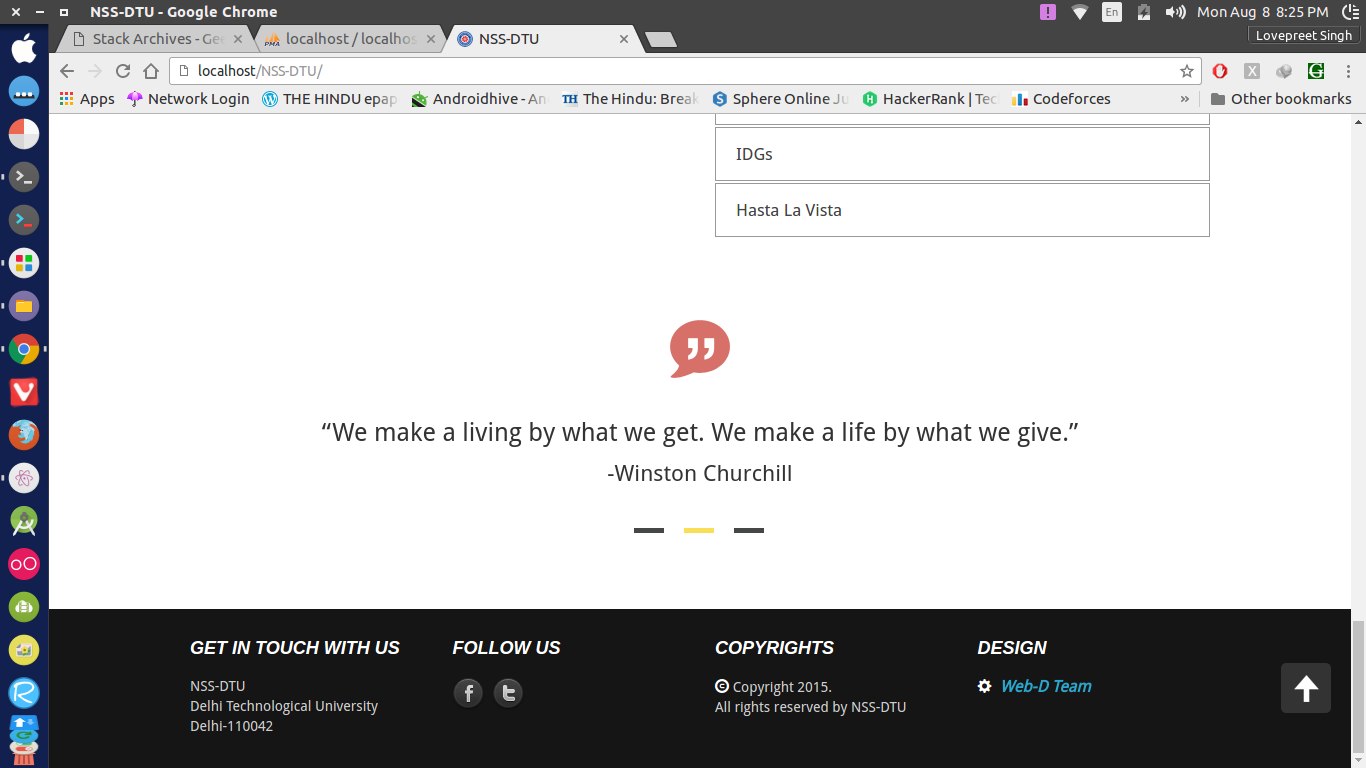 NSS-DTU - Google Chrome
En
Mon Aug 8 8:25 PM
Lovepreet Singh
Stack Archives - Gee
localhost / localhos
NSS-DTU
localhost/NSS-DTU/
Apps
Network Login
THE HINDU epap
Androidhive - An
The Hindu: Break
Sphere Online Ju
HackerRank | Tec
Codeforces
»
Other bookmarks
IDGs
Hasta La Vista
“We make a living by what we get. We make a life by what we give.”
-Winston Churchill
GET IN TOUCH WITH US
NSS-DTU
Delhi Technological University
Delhi-110042
FOLLOW US
COPYRIGHTS
© Copyright 2015.
All rights reserved by NSS-DTU
DESIGN
Web-D Team